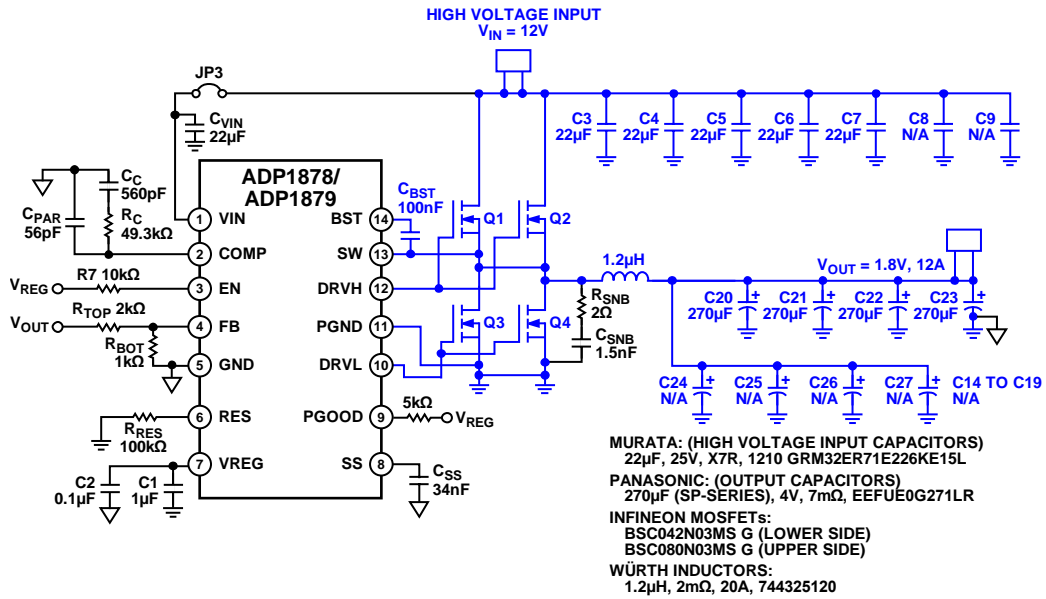 HIGH VOLTAGE INPUT
VIN = 12V
JP3
CVIN
22µF
C3
22µF
C4
22µF
C5
22µF
C6
22µF
C7
22µF
C8
N/A
C9
N/A
CC
560pF
CPAR
56pF
RC
49.3kΩ
ADP1878/
ADP1879
CBST
100nF
1 VIN
BST 14
Q1
Q2
2 COMP
SW 13
R7 10kΩ
VREG
3 EN
DRVH 12
1.2µH
VOUT = 1.8V, 12A
RTOP 2kΩ
VOUT
4 FB
PGND 11
Q3
Q4
RSNB
2Ω
C20
270µF
+
C21
270µF
+
C22
270µF
+
C23
270µF
+
RBOT
1kΩ
5 GND
DRVL 10
CSNB
1.5nF
C24
N/A
+
C25
N/A
+
C26
N/A
+
C27
N/A
+
C14 TO C19
N/A
6 RES
RRES
100kΩ
PGOOD 9
5kΩ
VREG
7 VREG
SS 8
C2
0.1µF
C1
1µF
CSS
34nF
MURATA: (HIGH VOLTAGE INPUT CAPACITORS)
22µF, 25V, X7R, 1210 GRM32ER71E226KE15L
PANASONIC: (OUTPUT CAPACITORS)
270µF (SP-SERIES), 4V, 7mΩ, EEFUE0G271LR
INFINEON MOSFETs:
BSC042N03MS G (LOWER SIDE)
BSC080N03MS G (UPPER SIDE)
WÜRTH INDUCTORS:
1.2µH, 2mΩ, 20A, 744325120